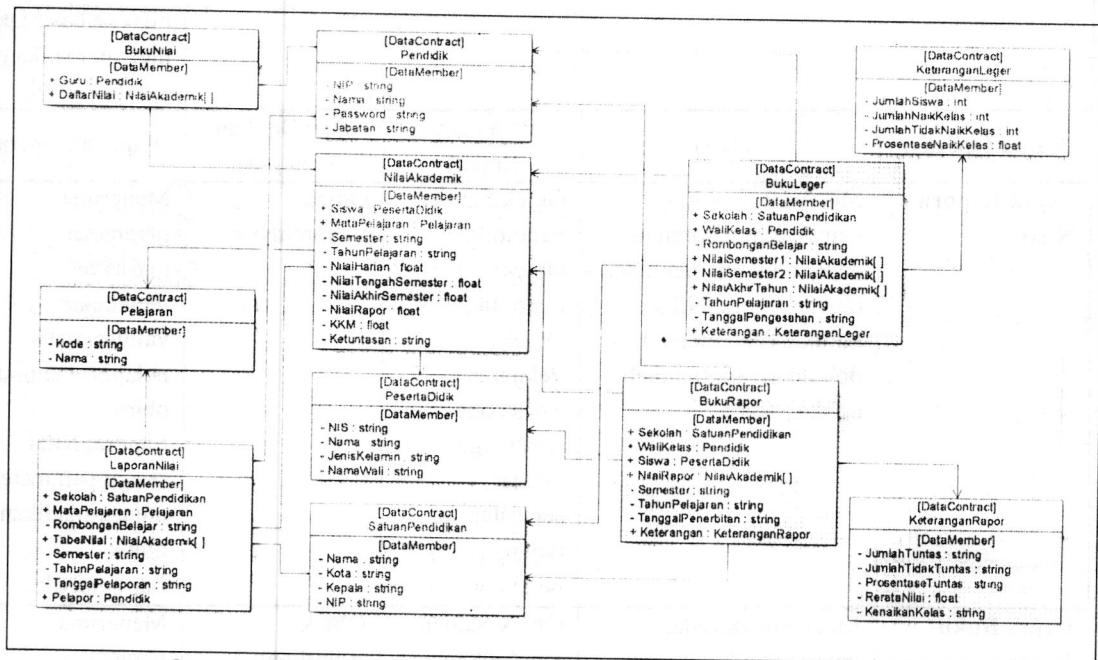 [DataContract]
BukuNilai
[DataMember]
+ Guru : Pendidik
+ DaftarNilai : NilaiAkademik[ ]
[DataContract]
Pendidik
[DataMember]
- NIP : string
- Nama : string
- Password : string
- Jabatan : string
[DataContract]
KeteranganLeger
[DataMember]
- JumlahSiswa : int
- JumlahNaikKelas : int
- JumlahTidakNaikKelas : int
- ProsentaseNaikKelas : float
[DataContract]
NilaiAkademik
[DataMember]
+ Siswa : PesertaDidik
+ MataPelajaran : Pelajaran
- Semester : string
- TahunPelajaran : string
- NilaiHarian : float
- NilaiTengahSemester : float
- NilaiAkhirSemester : float
- NilaiRapor : float
- KKM : float
- Ketuntasan : string
[DataContract]
BukuLeger
[DataMember]
+ Sekolah : SatuanPendidikan
+ WaliKelas : Pendidik
- RombonganBelajar : string
+ NilaiSemester1 : NilaiAkademik[ ]
+ NilaiSemester2 : NilaiAkademik[ ]
+ NilaiAkhirTahun : NilaiAkademik[ ]
- TahunPelajaran : string
- TanggalPengesahan : string
+ Keterangan : KeteranganLeger
[DataContract]
Pelajaran
[DataMember]
- Kode : string
- Nama : string
[DataContract]
PesertaDidik
[DataMember]
- NIS : string
- Nama : string
- JenisKelamin : string
- NamaWali : string
[DataContract]
BukuRapor
[DataMember]
+ Sekolah : SatuanPendidikan
+ WaliKelas : Pendidik
+ Siswa : PesertaDidik
+ NilaiRapor : NilaiAkademik[ ]
- Semester : string
- TahunPelajaran : string
- TanggalPenerbitan : string
+ Keterangan : KeteranganRapor
[DataContract]
LaporanNilai
[DataMember]
+ Sekolah : SatuanPendidikan
+ MataPelajaran : Pelajaran
- RombonganBelajar : string
+ TabelNilai : NilaiAkademik[ ]
- Semester : string
- TahunPelajaran : string
- TanggalPelaporan : string
+ Pelapor : Pendidik
[DataContract]
SatuanPendidikan
[DataMember]
- Nama : string
- Kota : string
- Kepala : string
- NIP : string
[DataContract]
KeteranganRapor
[DataMember]
- JumlahTuntas : string
- JumlahTidakTuntas : string
- ProsentaseTuntas : string
- RerataNilai : float
- KenaikanKelas : string